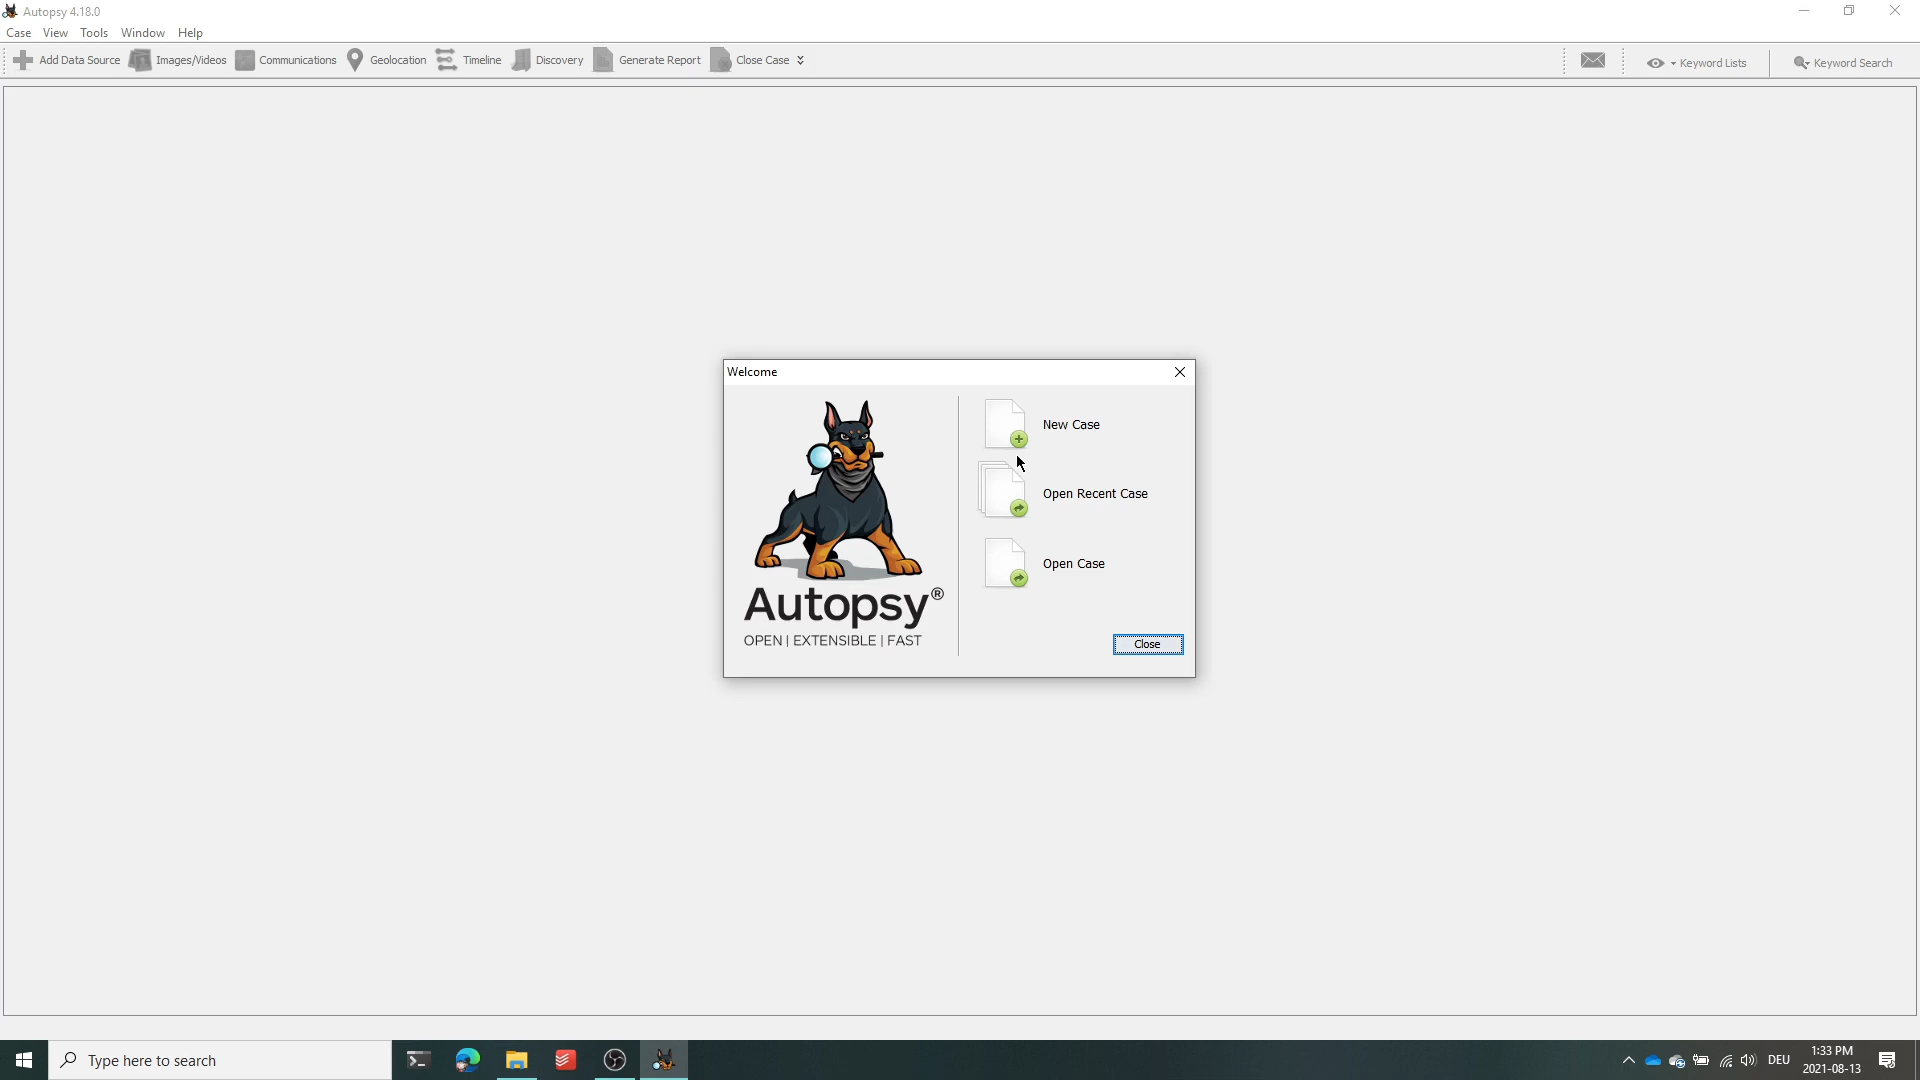 Autopsy 4.18.0
Case View Tools Window Help
Add Data Source Images/Videos Communications Geolocation Timeline Discovery Generate Report Close Case Keyword Lists Keyword Search
Welcome
New Case
Open Recent Case
Open Case
Autopsy®
OPEN | EXTENSIBLE | FAST
Close
Type here to search
DEU
1:33 PM
2021-08-13